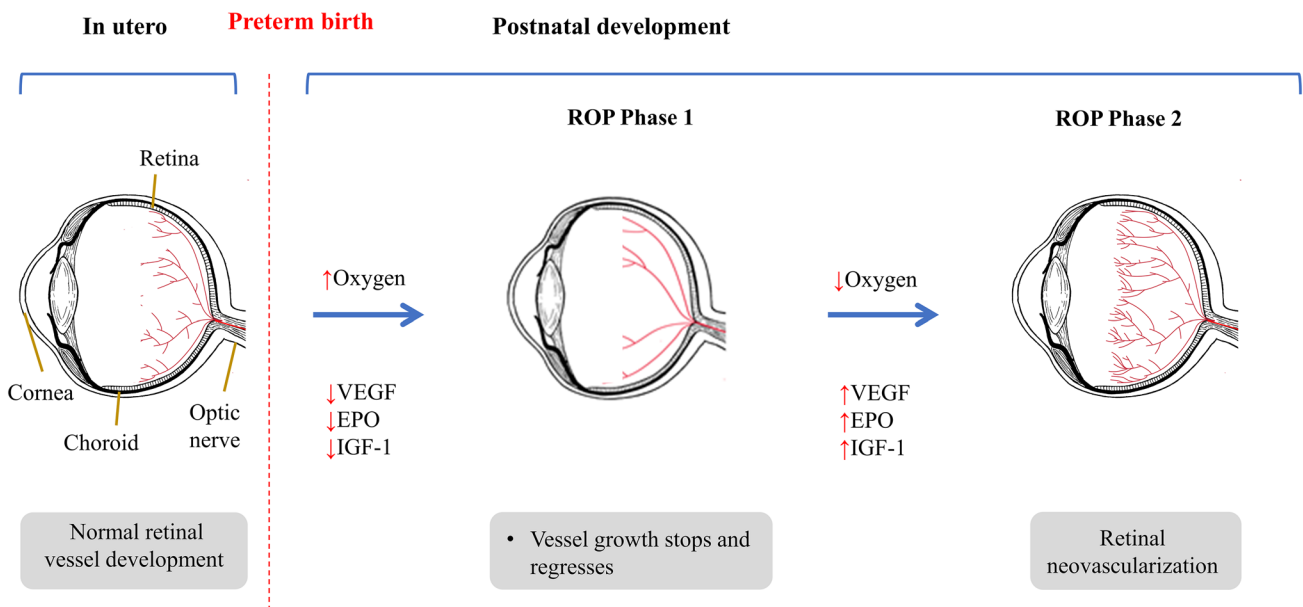 In utero
Preterm birth
Postnatal development
ROP Phase 1
ROP Phase 2
Retina
↑Oxygen
↓Oxygen
Cornea
Choroid
Optic
nerve
↓VEGF
↓EPO
↓IGF-1
↑VEGF
↑EPO
↑IGF-1
Normal retinal
vessel development
• Vessel growth stops and
regresses
Retinal
neovascularization